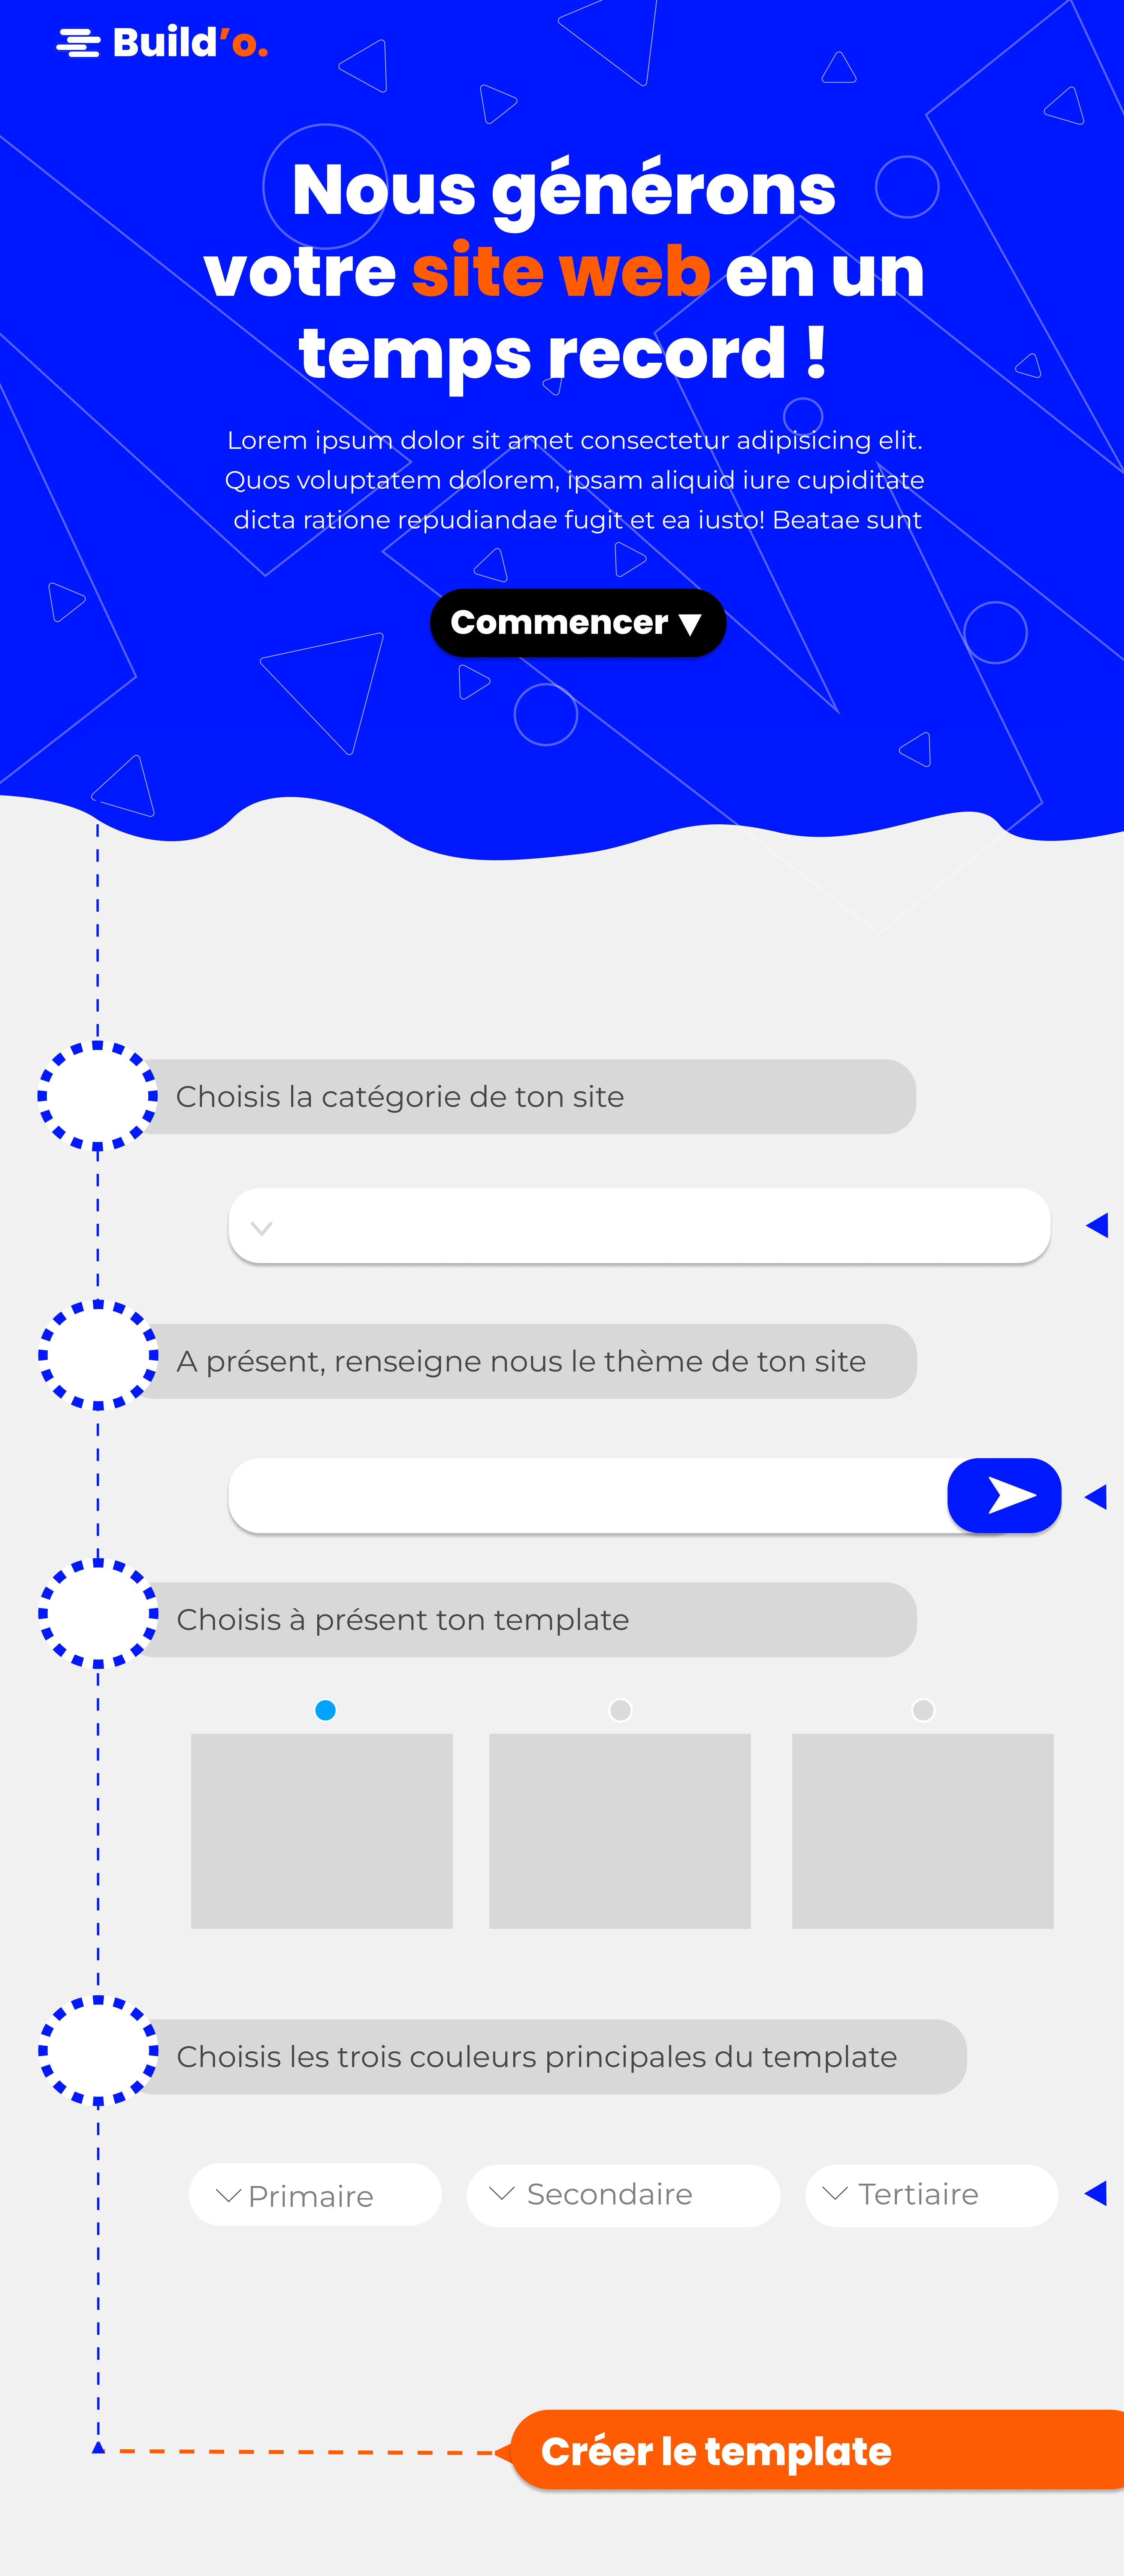 Build’o.
Nous générons
votre site web en un
temps record !
Lorem ipsum dolor sit amet consectetur adipisicing elit.
Quos voluptatem dolorem, ipsam aliquid iure cupiditate
dicta ratione repudiandae fugit et ea iusto! Beatae sunt
Commencer
Choisis la catégorie de ton site
A présent, renseigne nous le thème de ton site
Choisis à présent ton template
Choisis les trois couleurs principales du template
Primaire
Secondaire
Tertiaire
Créer le template